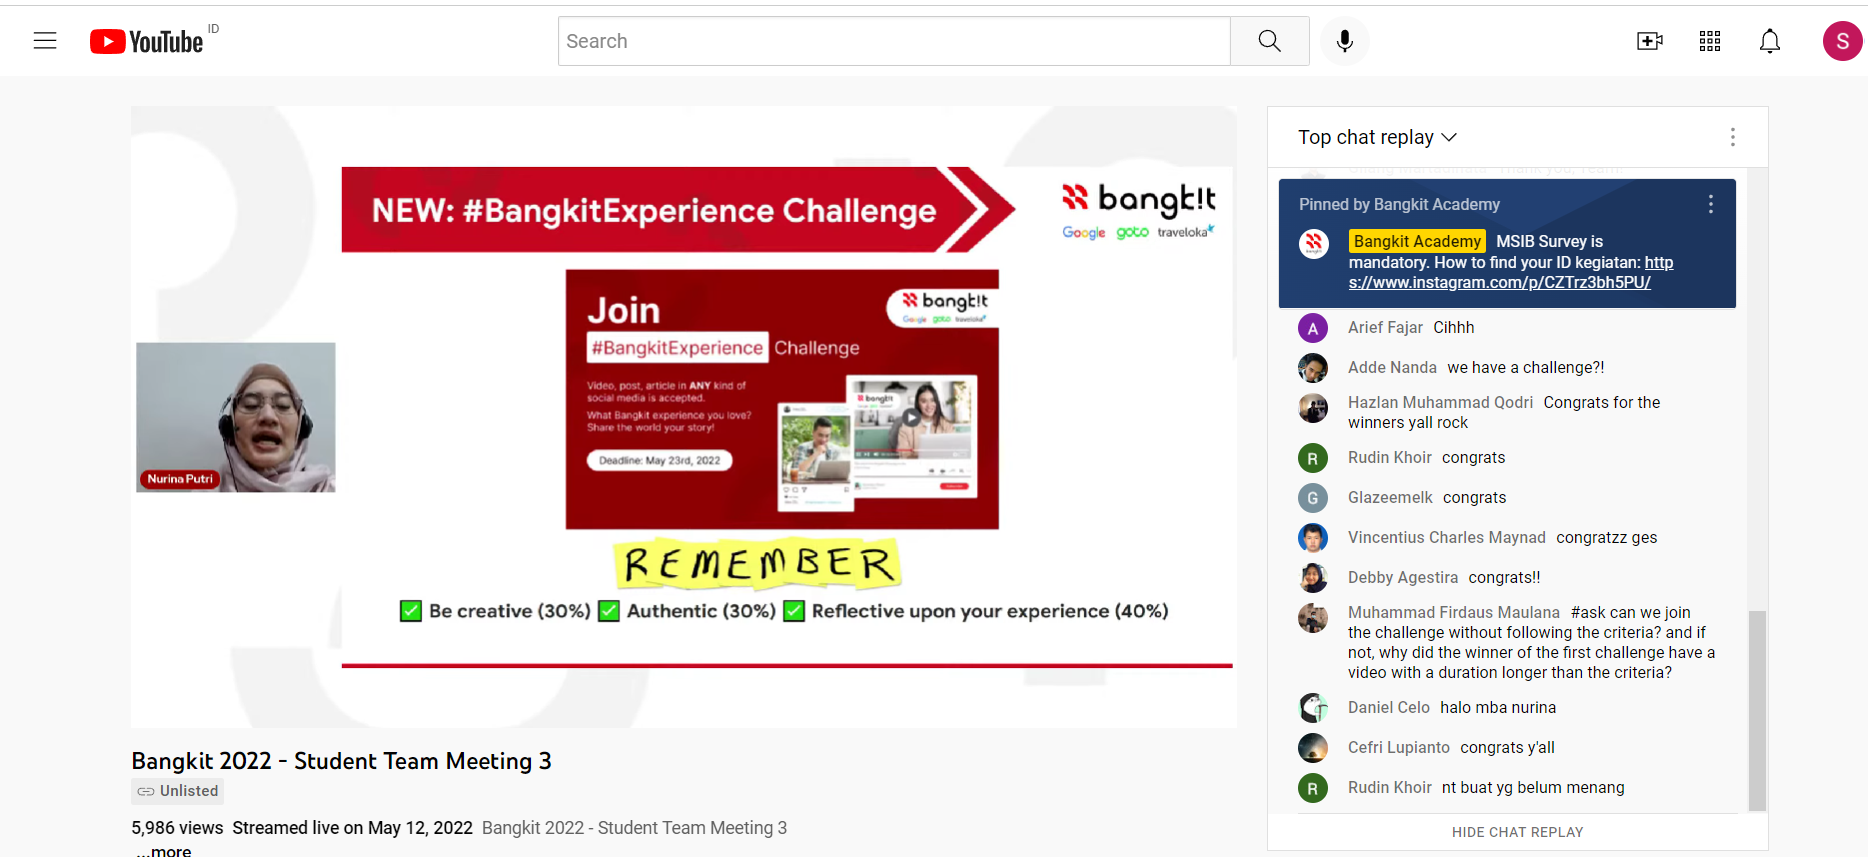 YouTube ID
Search
S
NEW: #BangkitExperience Challenge
bangk!t
Google goto traveloka
Join
bangk!t
Google goto traveloka
#BangkitExperience Challenge
Video, post, article in ANY kind of
social media is accepted.
What Bangkit experience you love?
Share the world your story!
Deadline: May 23rd, 2022
bangk!t
Nurina Putri
REMEMBER
Be creative (30%) Authentic (30%) Reflective upon your experience (40%)
Bangkit 2022 - Student Team Meeting 3
Unlisted
5,986 views Streamed live on May 12, 2022 Bangkit 2022 - Student Team Meeting 3
...more
Top chat replay
Pinned by Bangkit Academy
Bangkit Academy MSIB Survey is
mandatory. How to find your ID kegiatan: http
s://www.instagram.com/p/CZTrz3bh5PU/
A Arief Fajar Cihhh
Adde Nanda we have a challenge?!
Hazlan Muhammad Qodri Congrats for the
winners yall rock
R Rudin Khoir congrats
G Glazeemelk congrats
Vincentius Charles Maynad congratzz ges
Debby Agestira congrats!!
Muhammad Firdaus Maulana #ask can we join
the challenge without following the criteria? and if
not, why did the winner of the first challenge have a
video with a duration longer than the criteria?
Daniel Celo halo mba nurina
Cefri Lupianto congrats y'all
R Rudin Khoir nt buat yg belum menang
HIDE CHAT REPLAY